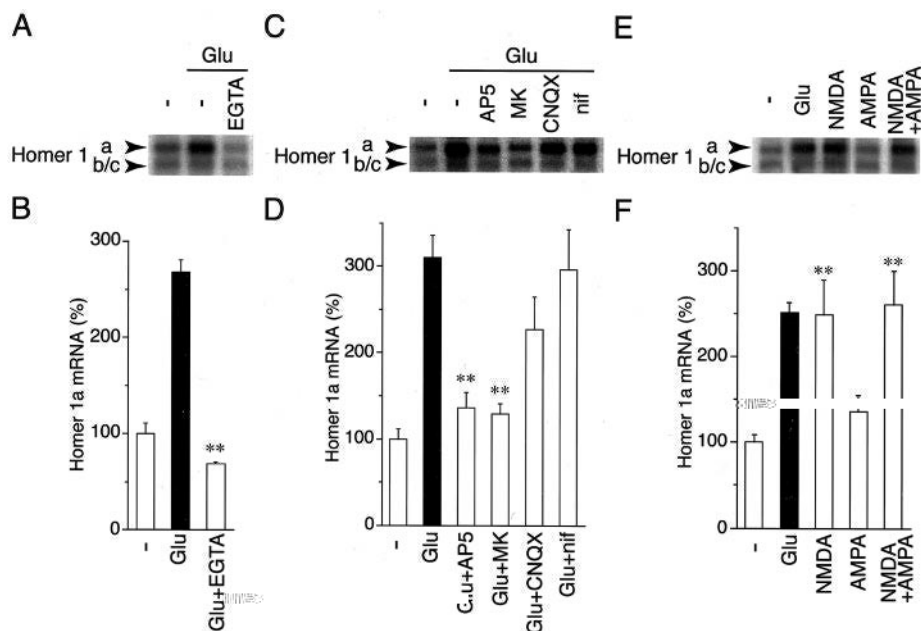 A
Glu
-
-
EGTA
Homer 1
a
b/c
B
Homer 1a mRNA (%)
300
200
100
0
**
-
Glu
Glu+EGTA
C
Glu
-
-
AP5
MK
CNQX
nif
Homer 1
a
b/c
D
Homer 1a mRNA (%)
300
200
100
0
**
**
-
Glu
Glu+MK
Glu+CNQX
Glu+nif
E
-
Glu
NMDA
AMPA
NMDA
+AMPA
Homer 1
a
b/c
F
Homer 1a mRNA (%)
300
200
100
0
**
**
-
Glu
NMDA
AMPA
NMDA
+AMPA